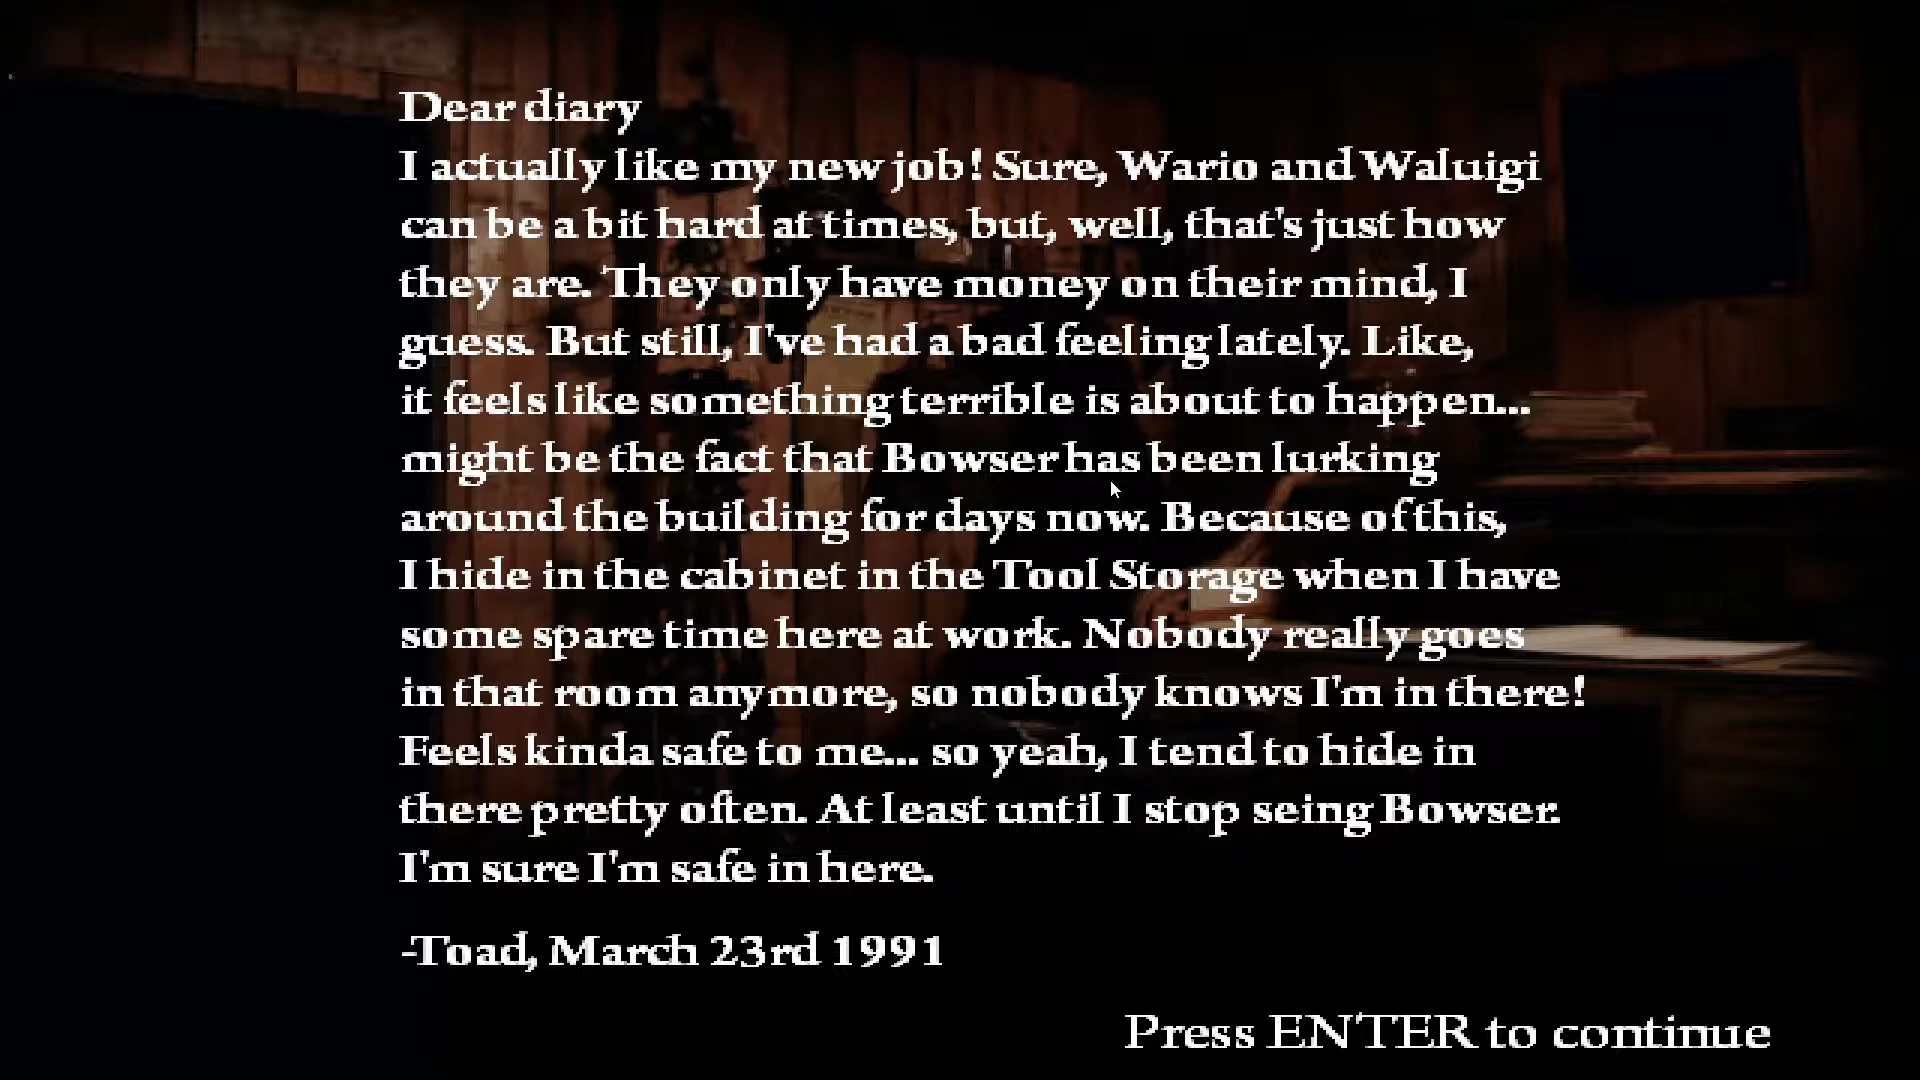 Dear diary
I actually like my new job! Sure, Wario and Waluigi
can be a bit hard at times, but, well, that's just how
they are. They only have money on their mind, I
guess. But still, I've had a bad feeling lately. Like,
it feels like something terrible is about to happen...
might be the fact that Bowser has been lurking
around the building for days now. Because of this,
I hide in the cabinet in the Tool Storage when I have
some spare time here at work. Nobody really goes
in that room anymore, so nobody knows I'm in there!
Feels kinda safe to me... so yeah, I tend to hide in
there pretty often. At least until I stop seing Bowser.
I'm sure I'm safe in here.
-Toad, March 23rd 1991
Press ENTER to continue